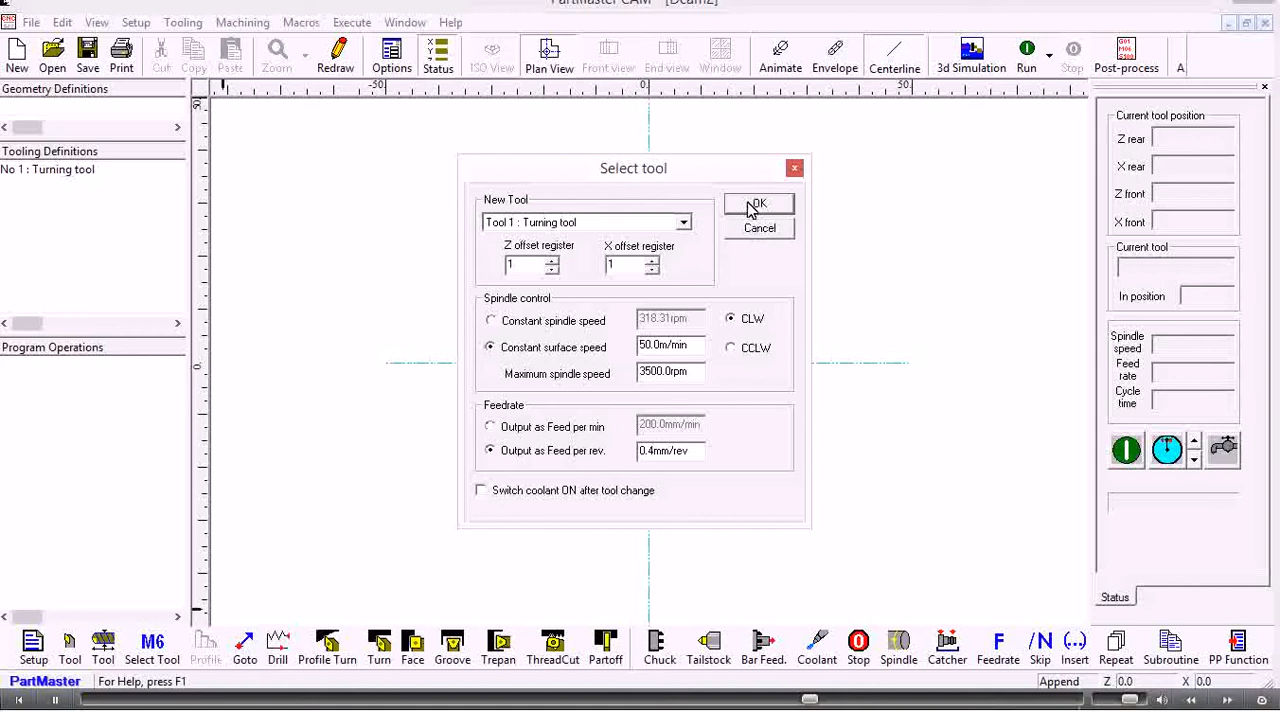 PartMaster CAM - [Dcam2]
File Edit View Setup Tooling Machining Macros Execute Window Help
New Open Save Print Cut Copy Paste Zoom Redraw Options Status ISO View Plan View Front view End view Window Animate Envelope Centerline 3d Simulation Run Stop Post-process A
Geometry Definitions
-50 0 50
50
0
Tooling Definitions
No 1 : Turning tool
Program Operations
Select tool
New Tool
Tool 1 : Turning tool
Z offset register X offset register
1 1
OK
Cancel
Spindle control
Constant spindle speed 318.31rpm CLW
Constant surface speed 50.0m/min CCLW
Maximum spindle speed 3500.0rpm
Feedrate
Output as Feed per min 200.0mm/min
Output as Feed per rev. 0.4mm/rev
Switch coolant ON after tool change
Current tool position
Z rear
X rear
Z front
X front
Current tool
In position
Spindle speed
Feed rate
Cycle time
Status
M6 F /N (..)
Setup Tool Tool Select Tool Profile Goto Drill Profile Turn Turn Face Groove Trepan ThreadCut Partoff Chuck Tailstock Bar Feed. Coolant Stop Spindle Catcher Feedrate Skip Insert Repeat Subroutine PP Function
PartMaster For Help, press F1 Append Z 0.0 X 0.0